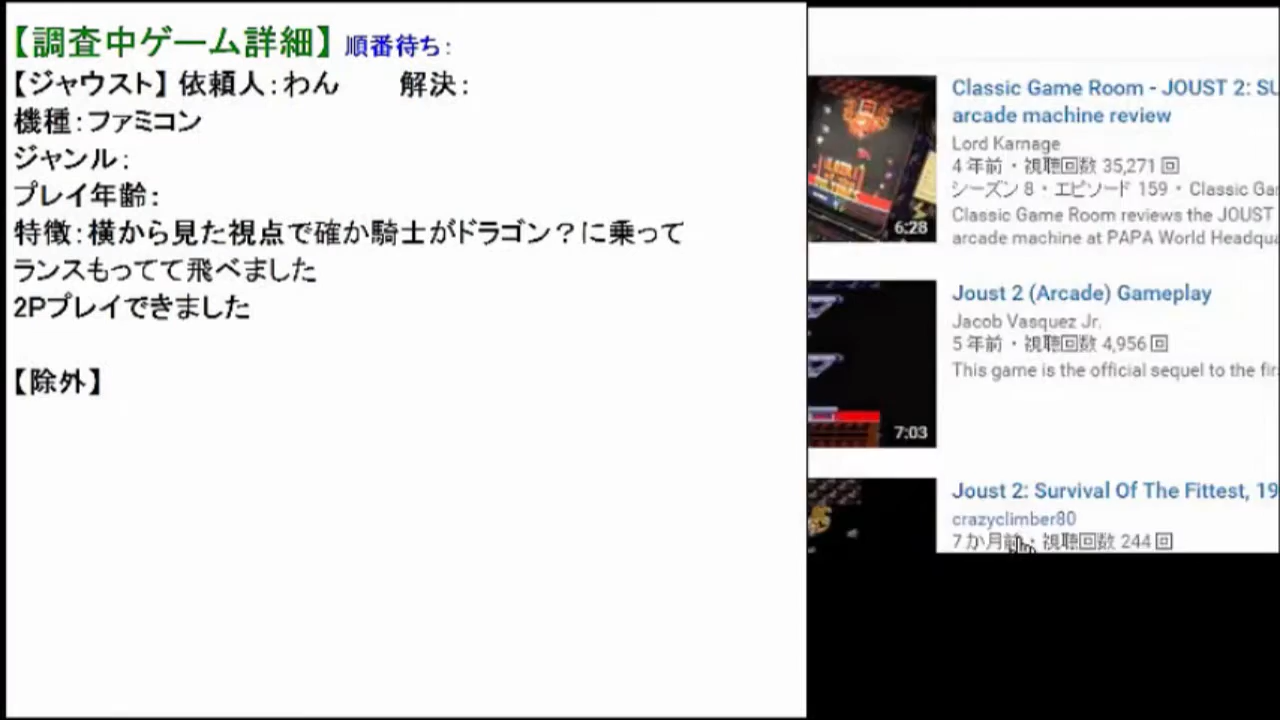 【調査中ゲーム詳細】 順番待ち：
【ジャウスト】 依頼人：わん　　解決：
機種：ファミコン
ジャンル：
プレイ年齢：
特徴：横から見た視点で確か騎士がドラゴン？に乗って
ランスもってて飛べました
2Pプレイできました
【除外】
Classic Game Room - JOUST 2: SU
arcade machine review
Lord Karnage
4 年前 ・ 視聴回数 35,271 回
シーズン 8 ・ エピソード 159 ・ Classic Ga
Classic Game Room reviews the JOUST
arcade machine at PAPA World Headqua
6:28
Joust 2 (Arcade) Gameplay
Jacob Vasquez Jr.
5 年前 ・ 視聴回数 4,956 回
This game is the official sequel to the fir
7:03
Joust 2: Survival Of The Fittest, 19
crazyclimber80
7 か月前 ・ 視聴回数 244 回